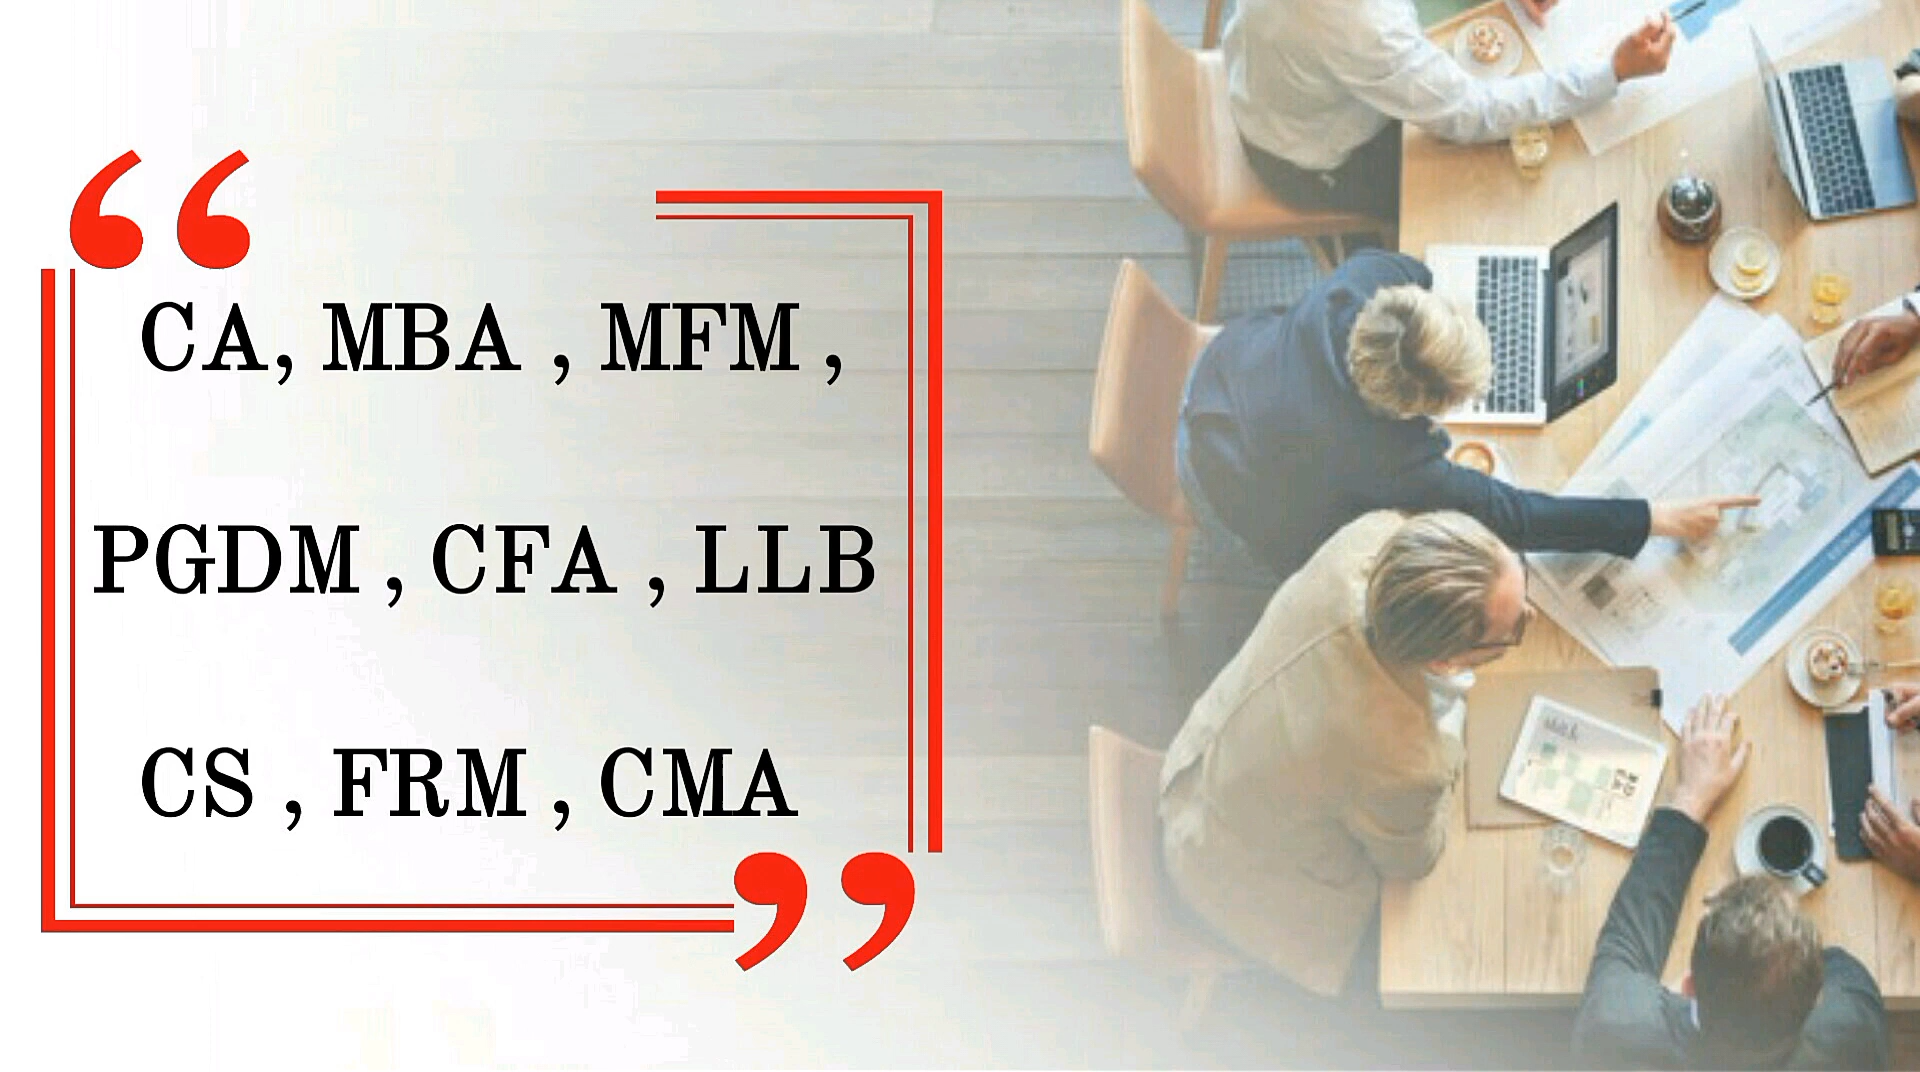 CA, MBA , MFM ,
PGDM , CFA , LLB
CS , FRM , CMA